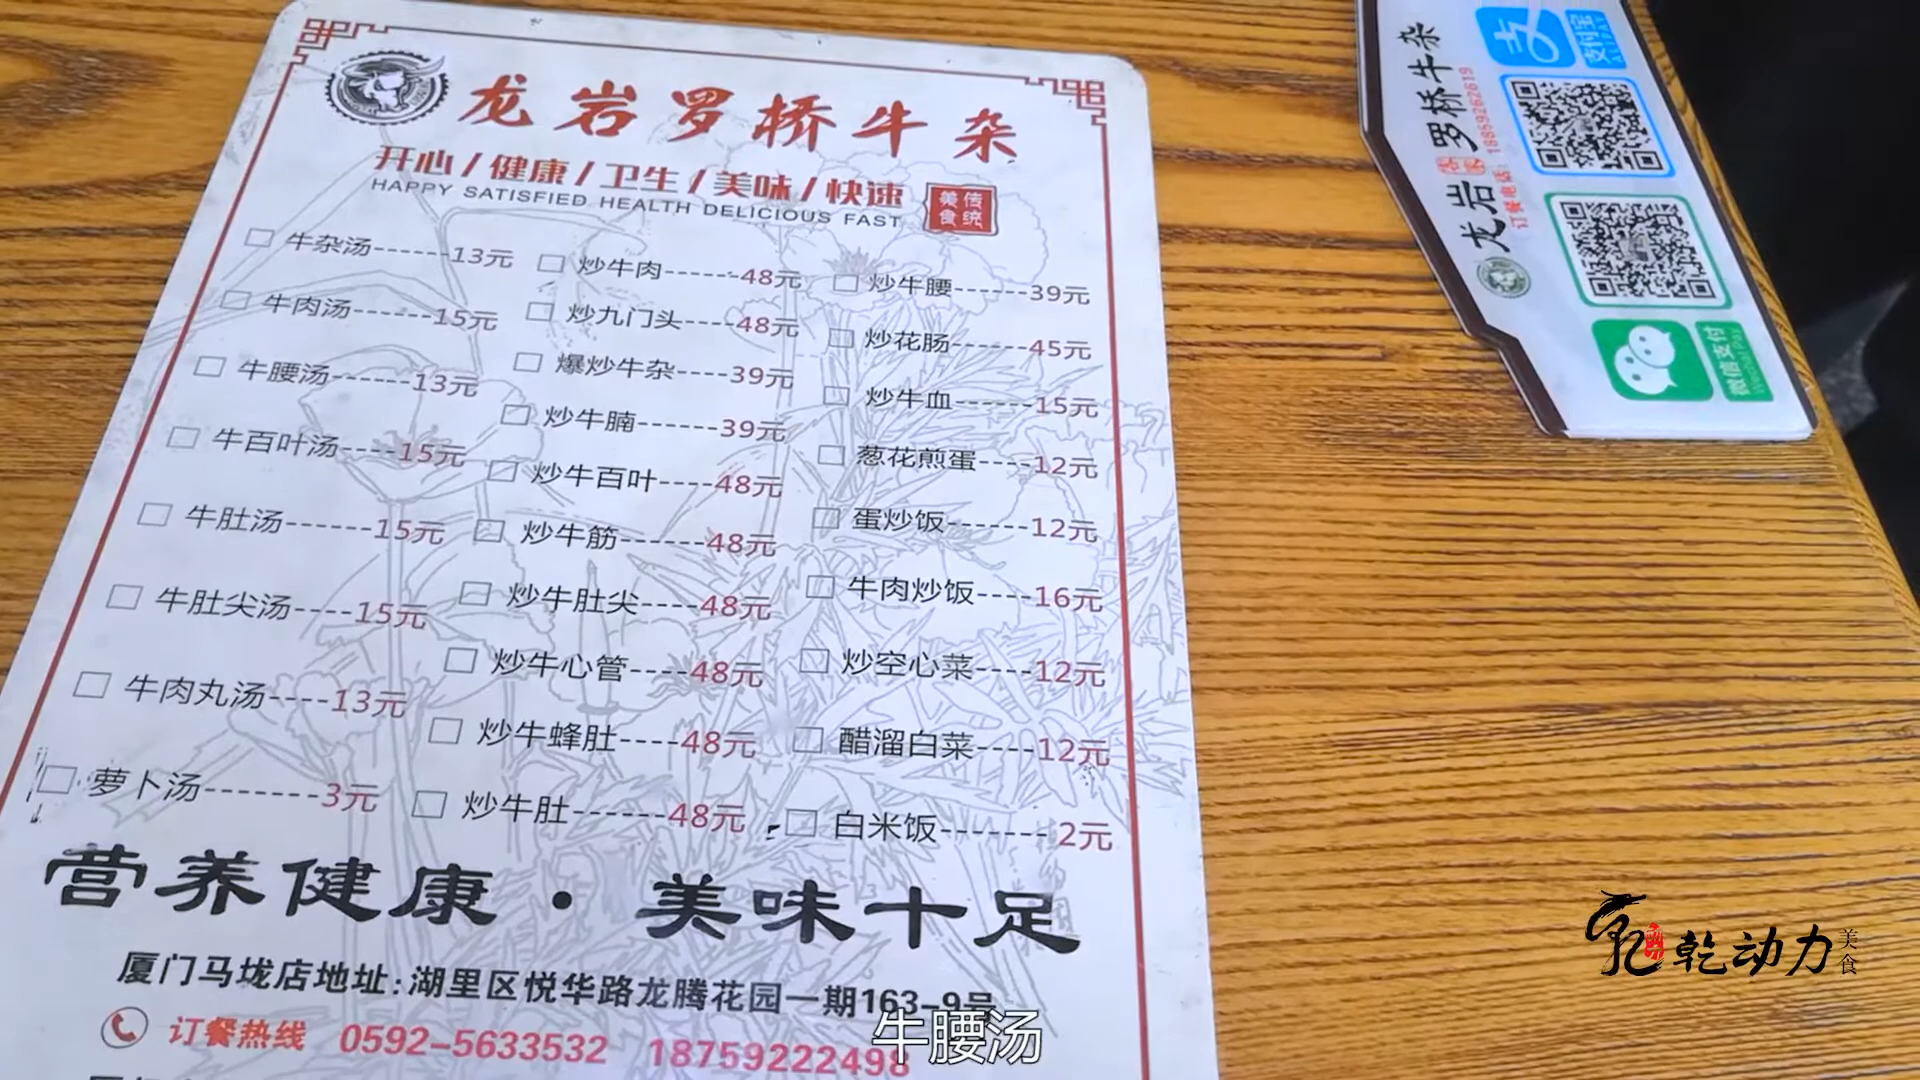 龙岩罗桥牛杂
开心/健康/卫生/美味/快速
HAPPY SATISFIED HEALTH DELICIOUS FAST
传统
美食
牛杂汤------13元
牛肉汤------15元
牛腰汤------13元
牛百叶汤----15元
牛肚汤------15元
牛肚尖汤----15元
牛肉丸汤----13元
萝卜汤-------3元
炒牛肉------48元
炒九门头----48元
爆炒牛杂----39元
炒牛腩------39元
炒牛百叶----48元
炒牛筋------48元
炒牛肚尖----48元
炒牛心管----48元
炒牛蜂肚----48元
炒牛肚------48元
炒牛腰------39元
炒花肠------45元
炒牛血------15元
葱花煎蛋----12元
蛋炒饭------12元
牛肉炒饭----16元
炒空心菜----12元
醋溜白菜----12元
白米饭-------2元
营养健康·美味十足
厦门马垅店地址:湖里区悦华路龙腾花园一期163-9号
订餐热线 0592-5633532 18759222498
龙岩罗桥牛杂
订餐电话: 18859262619
支付宝
ALIPAY
微信支付
WeChat Pay
乾动力
美食
牛腰汤